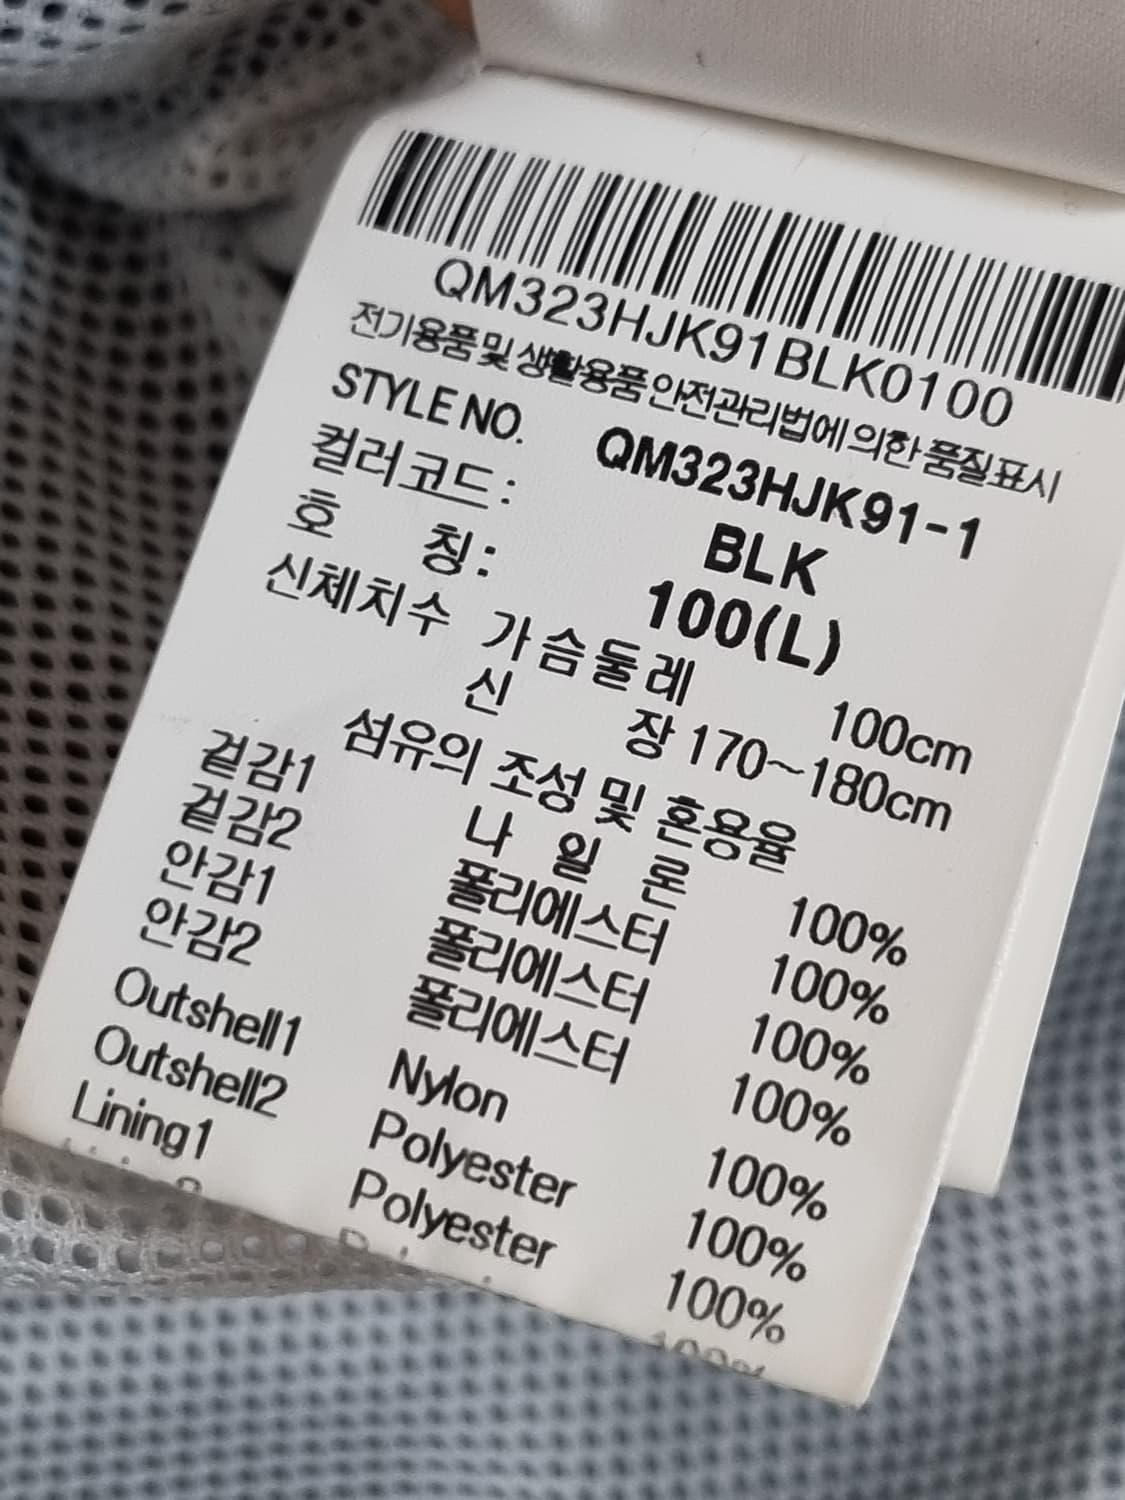 QM323HJK91BLK0100
전기용품 및 생활용품 안전관리법에 의한 품질표시
STYLE NO. QM323HJK91-1
컬러코드 : BLK
호 칭 : 100(L)
신체치수 가슴둘레 100cm
신 장 170~180cm
섬유의 조성 및 혼용율
겉감1 나 일 론 100%
겉감2 폴리에스터 100%
안감1 폴리에스터 100%
안감2 폴리에스터 100%
Outshell1 Nylon 100%
Outshell2 Polyester 100%
Lining1 Polyester 100%